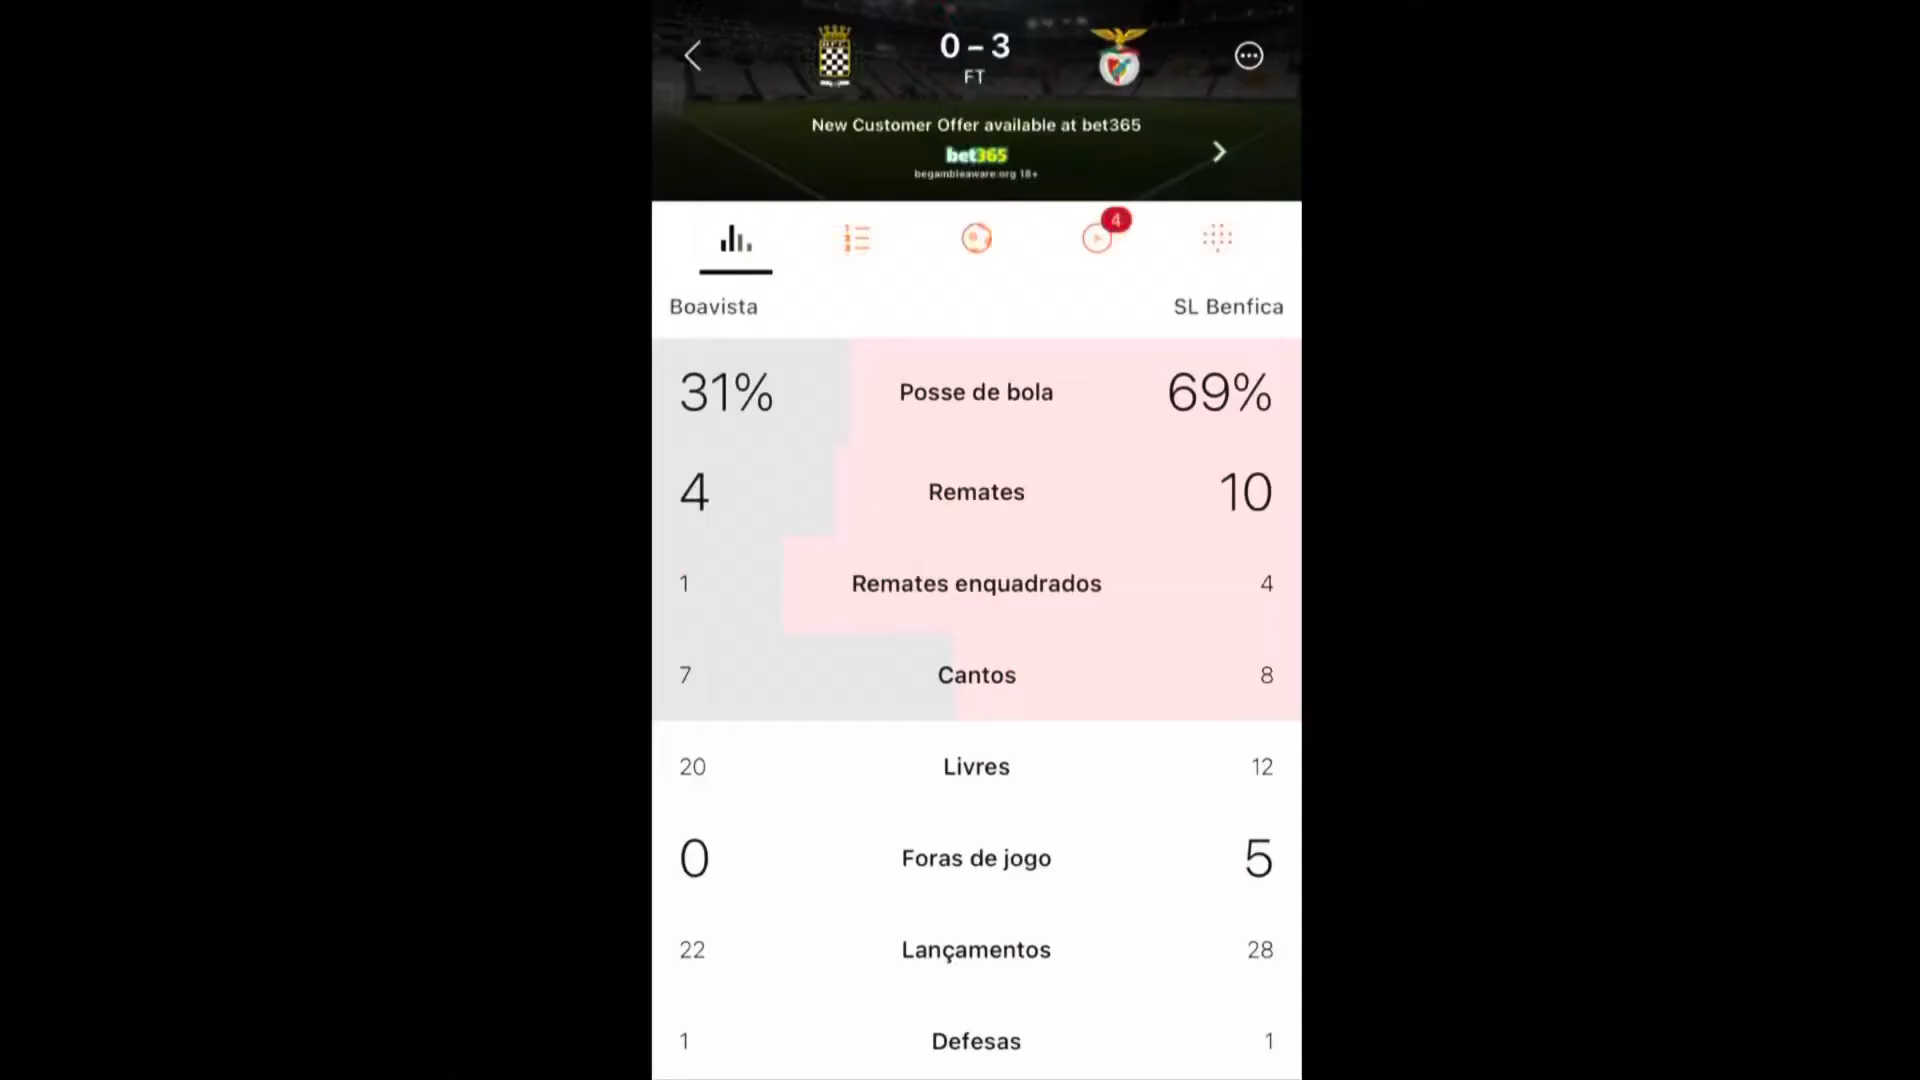 0 - 3
FT
New Customer Offer available at bet365
bet365
begambleaware.org 18+
4
Boavista SL Benfica
31% Posse de bola 69%
4 Remates 10
1 Remates enquadrados 4
7 Cantos 8
20 Livres 12
0 Foras de jogo 5
22 Lançamentos 28
1 Defesas 1